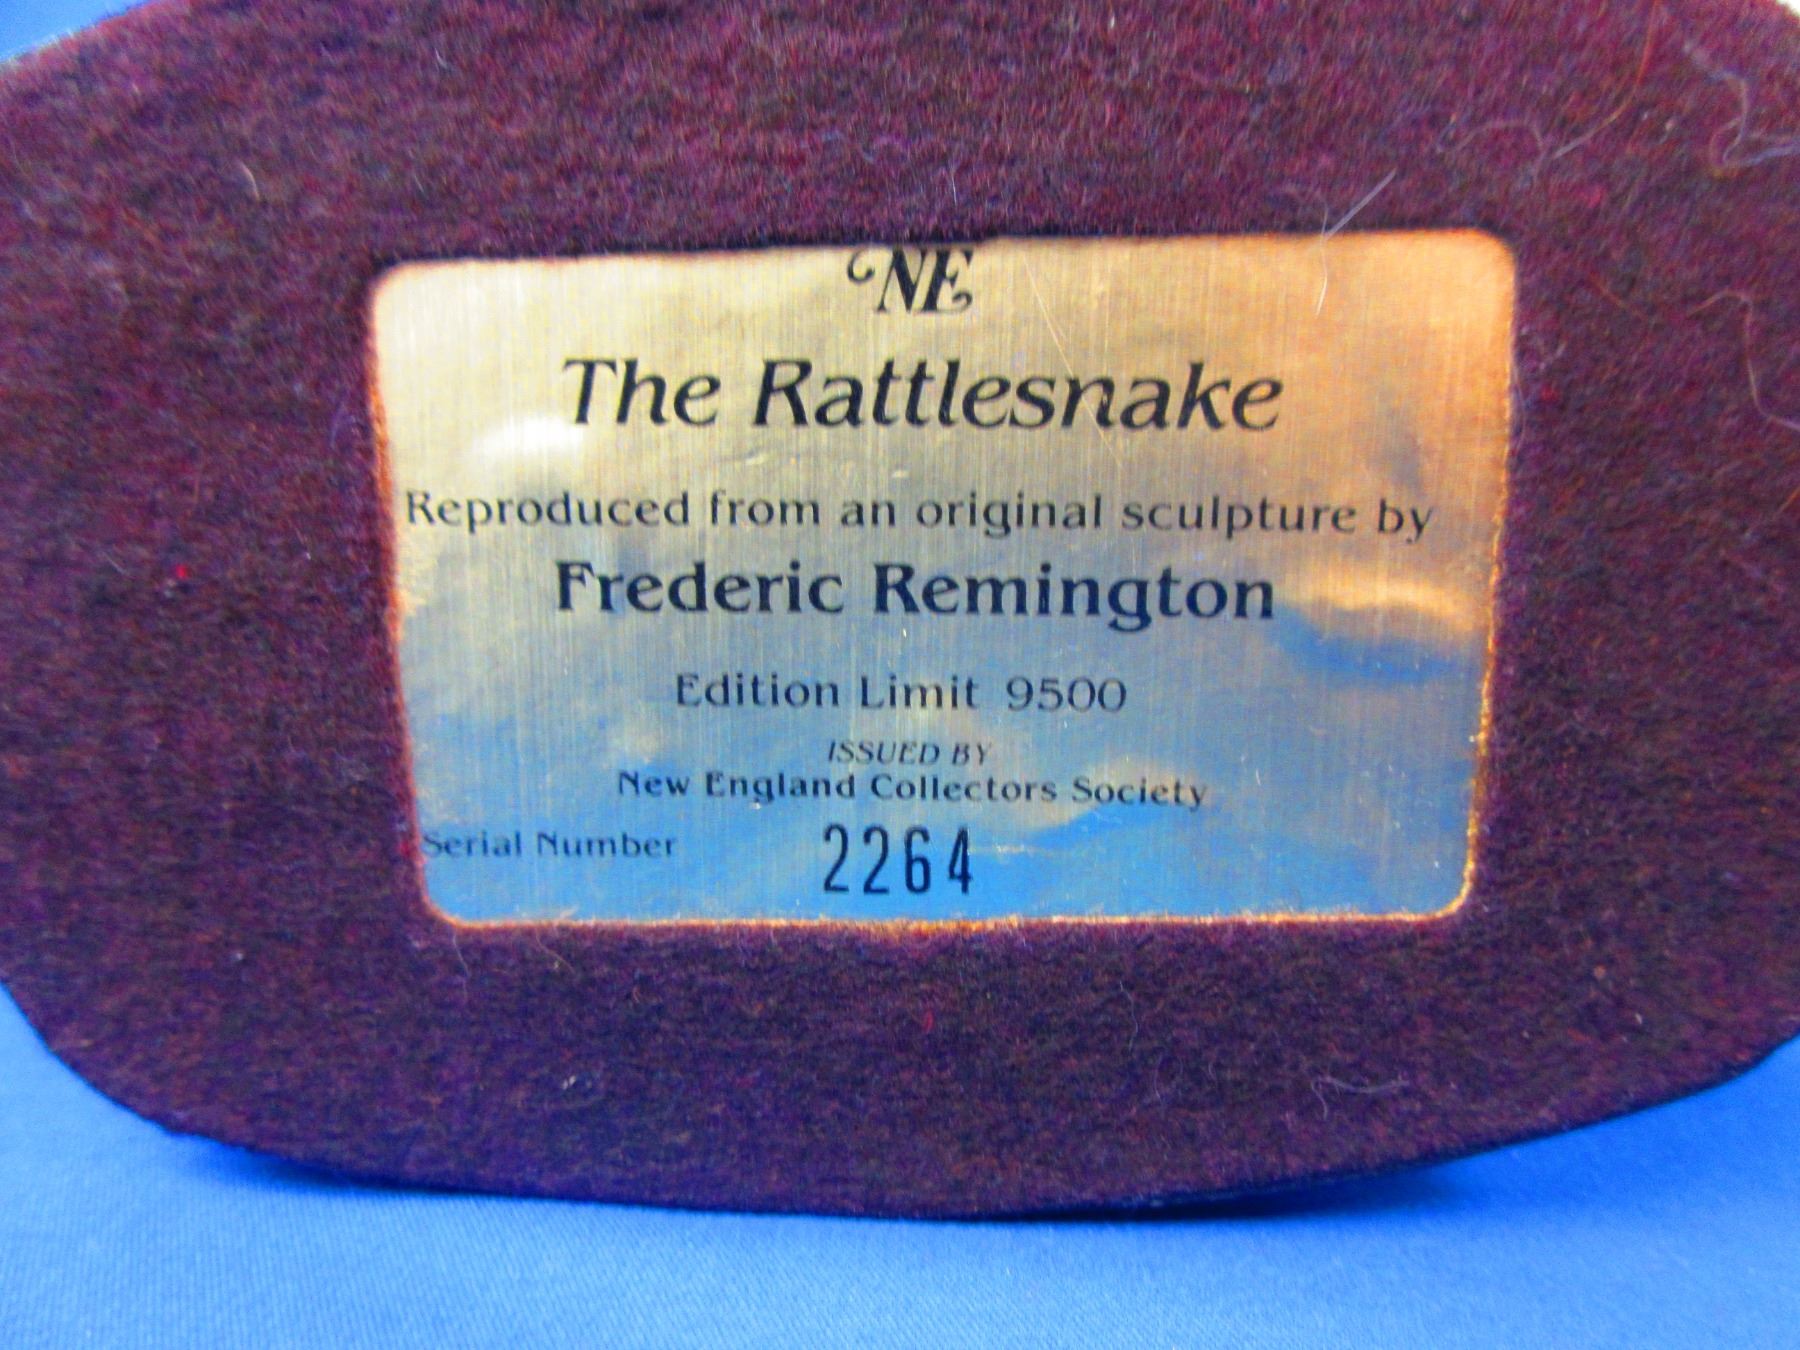 NE
The Rattlesnake
Reproduced from an original sculpture by
Frederic Remington
Edition Limit 9500
ISSUED BY
New England Collectors Society
Serial Number 2264